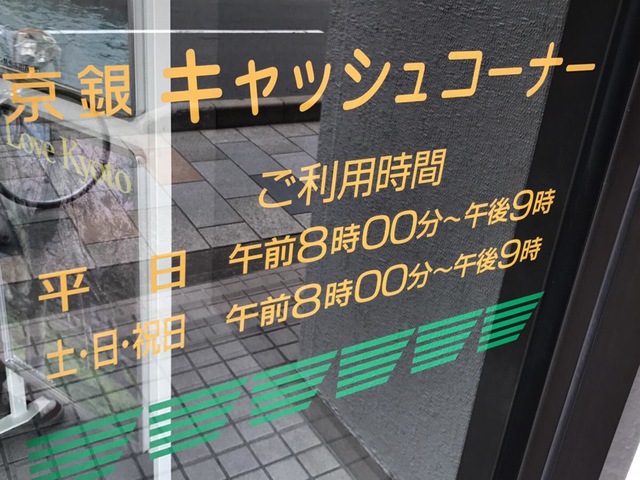 京銀 キャッシュコーナー
Love Kyoto
ご利用時間
平日 午前8時00分~午後9時
土・日・祝日 午前8時00分~午後9時